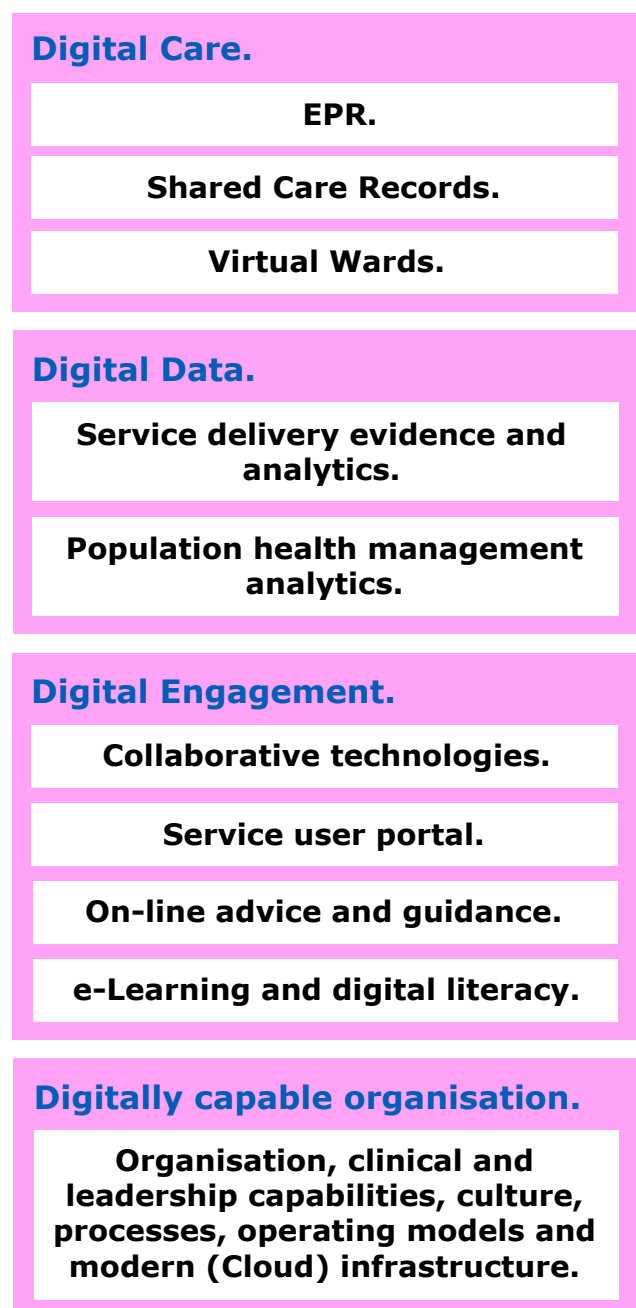 Digital Care.
EPR.
Shared Care Records.
Virtual Wards.
Digital Data.
Service delivery evidence and
analytics.
Population health management
analytics.
Digital Engagement.
Collaborative technologies.
Service user portal.
On-line advice and guidance.
e-Learning and digital literacy.
Digitally capable organisation.
Organisation, clinical and
leadership capabilities, culture,
processes, operating models and
modern (Cloud) infrastructure.